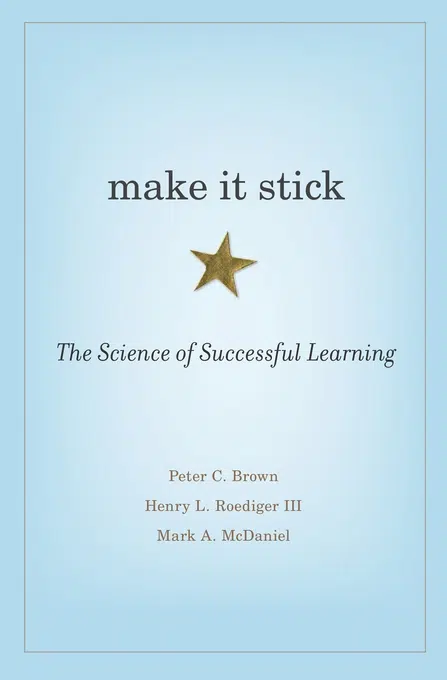 make it stick
The Science of Successful Learning
Peter C. Brown
Henry L. Roediger III
Mark A. McDaniel